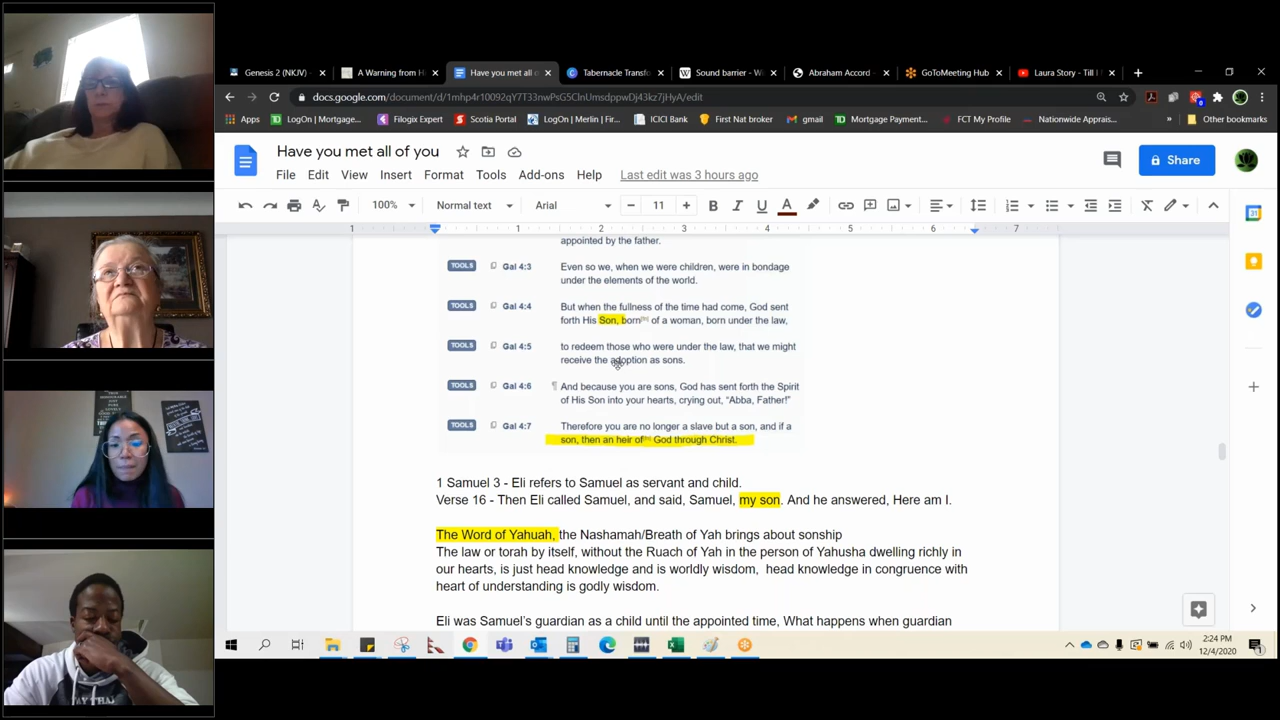 Genesis 2 (NKJV)
A Warning from H
Have you met all o
Tabernacle Transfo
Sound barrier - Wi
Abraham Accord -
GoToMeeting Hub
Laura Story - Till I
docs.google.com/document/d/1mhp4r10092qY7T33nwPsG5ClnUmsdppwDj43kz7jHyA/edit
Apps
LogOn | Mortgage...
Filogix Expert
Scotia Portal
LogOn | Merlin | Fir...
ICICI Bank
First Nat broker
gmail
Mortgage Payment...
FCT My Profile
Nationwide Apprais...
Other bookmarks
Have you met all of you
File Edit View Insert Format Tools Add-ons Help Last edit was 3 hours ago
Share
100% Normal text Arial 11
1 1 2 3 4 5 6 7
appointed by the father.
TOOLS Gal 4:3 Even so we, when we were children, were in bondage
under the elements of the world.
TOOLS Gal 4:4 But when the fullness of the time had come, God sent
forth His Son, born of a woman, born under the law,
TOOLS Gal 4:5 to redeem those who were under the law, that we might
receive the adoption as sons.
TOOLS Gal 4:6 ¶ And because you are sons, God has sent forth the Spirit
of His Son into your hearts, crying out, “Abba, Father!”
TOOLS Gal 4:7 Therefore you are no longer a slave but a son, and if a
son, then an heir of God through Christ.
1 Samuel 3 - Eli refers to Samuel as servant and child.
Verse 16 - Then Eli called Samuel, and said, Samuel, my son. And he answered, Here am I.
The Word of Yahuah, the Nashamah/Breath of Yah brings about sonship
The law or torah by itself, without the Ruach of Yah in the person of Yahusha dwelling richly in
our hearts, is just head knowledge and is worldly wisdom, head knowledge in congruence with
heart of understanding is godly wisdom.
Eli was Samuel's guardian as a child until the appointed time, What happens when guardian
2:24 PM
12/4/2020